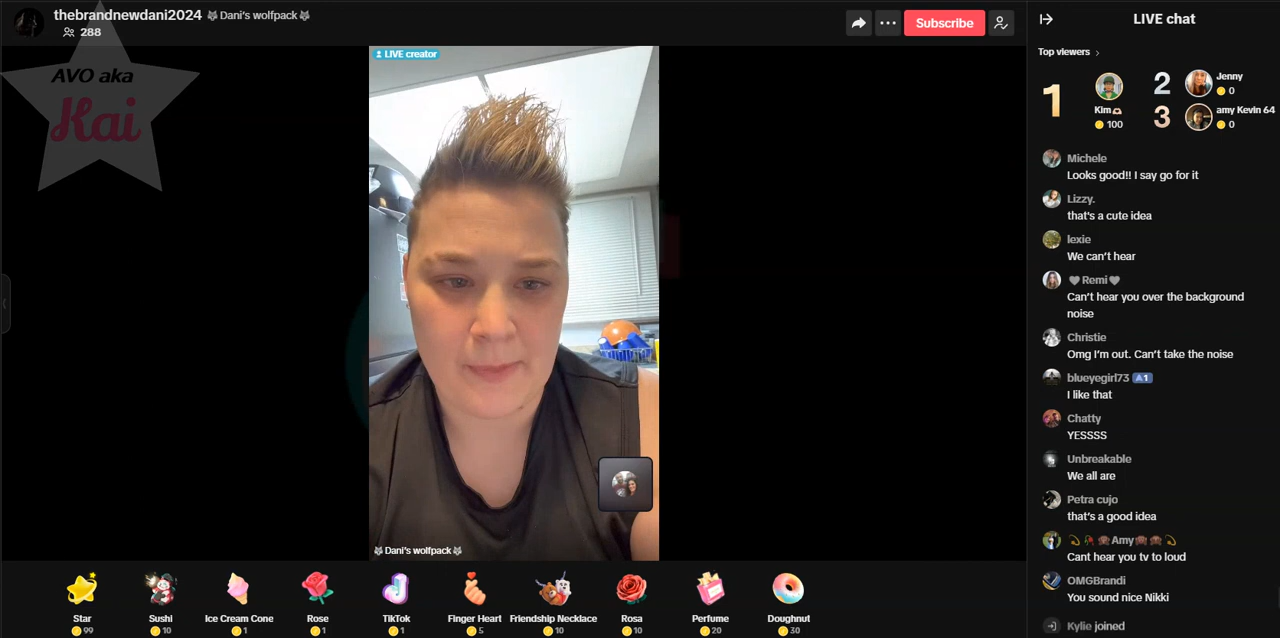 thebrandnewdani2024 🐺Dani's wolfpack🐺
288
Subscribe
AVO aka
Kai
LIVE creator
🐺Dani's wolfpack🐺
Star
99
Sushi
10
Ice Cream Cone
1
Rose
1
TikTok
1
Finger Heart
5
Friendship Necklace
10
Rosa
10
Perfume
20
Doughnut
30
LIVE chat
Top viewers >
1
Kim🫶
100
2
Jenny
0
3
amy Kevin 64
0
Michele
Looks good!! I say go for it
Lizzy.
that's a cute idea
lexie
We can't hear
🩶Remi🩶
Can't hear you over the background
noise
Christie
Omg I'm out. Can't take the noise
blueyegirl73 A1
I like that
Chatty
YESSSS
Unbreakable
We all are
Petra cujo
that's a good idea
💫🥀🙈Amy🙈🙈💫
Cant hear you tv to loud
OMGBrandi
You sound nice Nikki
Kylie joined